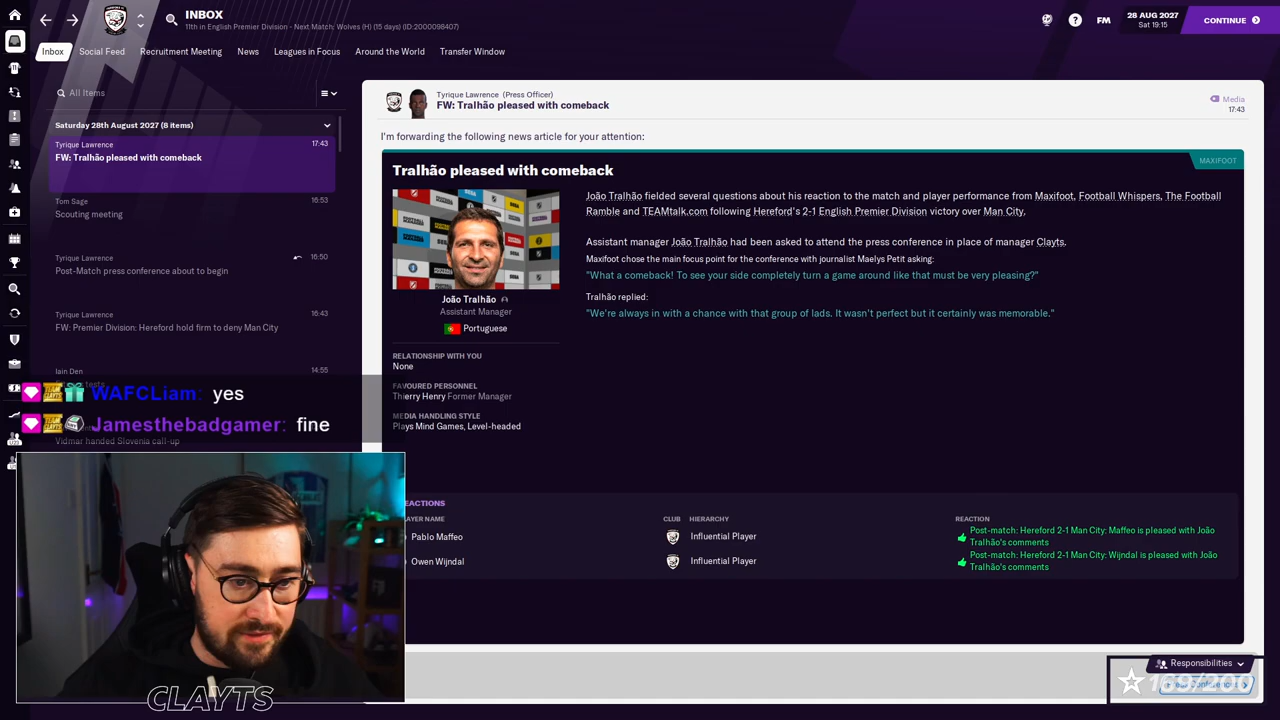 INBOX
11th in English Premier Division - Next Match: Wolves (H) (15 days) (ID:2000098407)
FM
28 AUG 2027
Sat 19:15
CONTINUE
Inbox
Social Feed
Recruitment Meeting
News
Leagues in Focus
Around the World
Transfer Window
All Items
Saturday 28th August 2027 (8 items)
Tyrique Lawrence 17:43
FW: Tralhão pleased with comeback
Tom Sage 16:53
Scouting meeting
Tyrique Lawrence 16:50
Post-Match press conference about to begin
Tyrique Lawrence 16:43
FW: Premier Division: Hereford hold firm to deny Man City
Iain Den 14:55
WAFCLiam: yes
Jamesthebadgamer: fine
Vidmar handed Slovenia call-up
CLAYTS
Tyrique Lawrence (Press Officer)
FW: Tralhão pleased with comeback
Media
17:43
I'm forwarding the following news article for your attention:
Tralhão pleased with comeback
MAXIFOOT
João Tralhão
Assistant Manager
Portuguese
RELATIONSHIP WITH YOU
None
FAVOURED PERSONNEL
Thierry Henry Former Manager
MEDIA HANDLING STYLE
Plays Mind Games, Level-headed
João Tralhão fielded several questions about his reaction to the match and player performance from Maxifoot, Football Whispers, The Football
Ramble and TEAMtalk.com following Hereford's 2-1 English Premier Division victory over Man City.
Assistant manager João Tralhão had been asked to attend the press conference in place of manager Clayts.
Maxifoot chose the main focus point for the conference with journalist Maelys Petit asking:
"What a comeback! To see your side completely turn a game around like that must be very pleasing?"
Tralhão replied:
"We're always in with a chance with that group of lads. It wasn't perfect but it certainly was memorable."
EACTIONS
AYER NAME
CLUB
HIERARCHY
REACTION
Pablo Maffeo
Influential Player
Post-match: Hereford 2-1 Man City: Maffeo is pleased with João
Tralhão's comments
Owen Wijndal
Influential Player
Post-match: Hereford 2-1 Man City: Wijndal is pleased with João
Tralhão's comments
Responsibilities
169/200